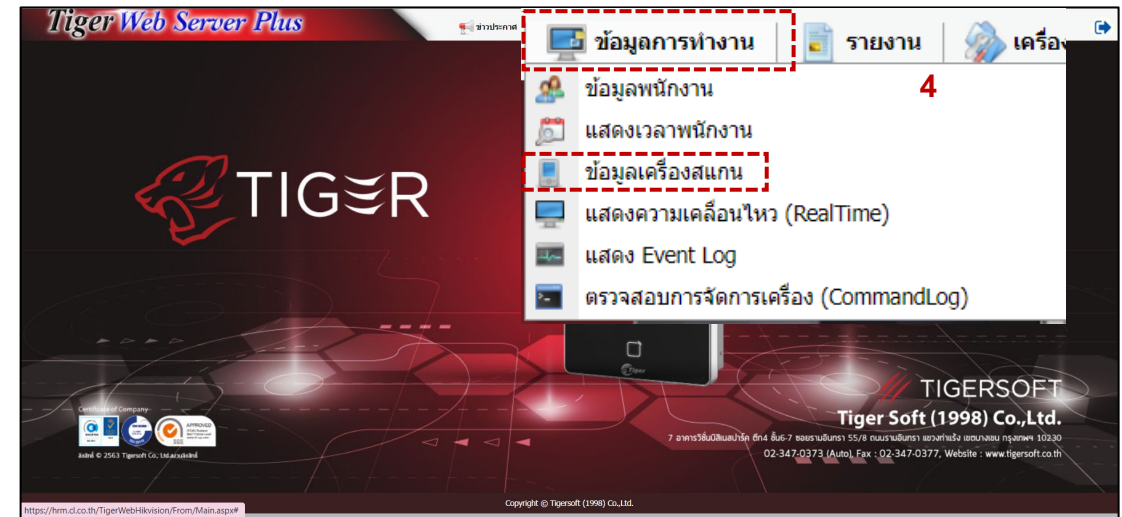 Tiger Web Server Plus
ข่าวประกาศ
ข้อมูลการทำงาน
รายงาน
เครื่อง
4
ข้อมูลพนักงาน
แสดงเวลาพนักงาน
ข้อมูลเครื่องสแกน
แสดงความเคลื่อนไหว (RealTime)
แสดง Event Log
ตรวจสอบการจัดการเครื่อง (CommandLog)
TIGER
Tiger
Certificate of Company
APPROVED
SGS
ลิขสิทธิ์ © 2563 Tigersoft Co., Ltd.สงวนลิขสิทธิ์
TIGERSOFT
Tiger Soft (1998) Co.,Ltd.
7 อาคารวิชั่นบิสิเนสปาร์ค ตึก4 ชั้น6-7 ซอยรามอินทรา 55/8 ถนนรามอินทรา แขวงท่าแร้ง เขตบางเขน กรุงเทพฯ 10230
02-347-0373 (Auto), Fax : 02-347-0377, Website : www.tigersoft.co.th
Copyright © Tigersoft (1998) Co.,Ltd.
https://hrm.cl.co.th/TigerWebHikvision/From/Main.aspx#